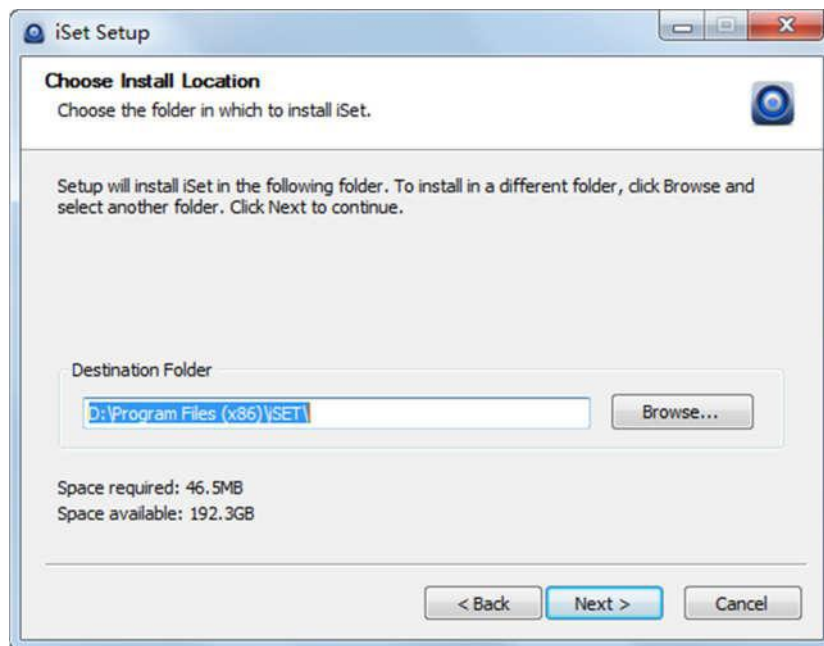 iSet Setup
Choose Install Location
Choose the folder in which to install iSet.
Setup will install iSet in the following folder. To install in a different folder, click Browse and
select another folder. Click Next to continue.
Destination Folder
D:\Program Files (x86)\iSET\
Browse...
Space required: 46.5MB
Space available: 192.3GB
< Back
Next >
Cancel